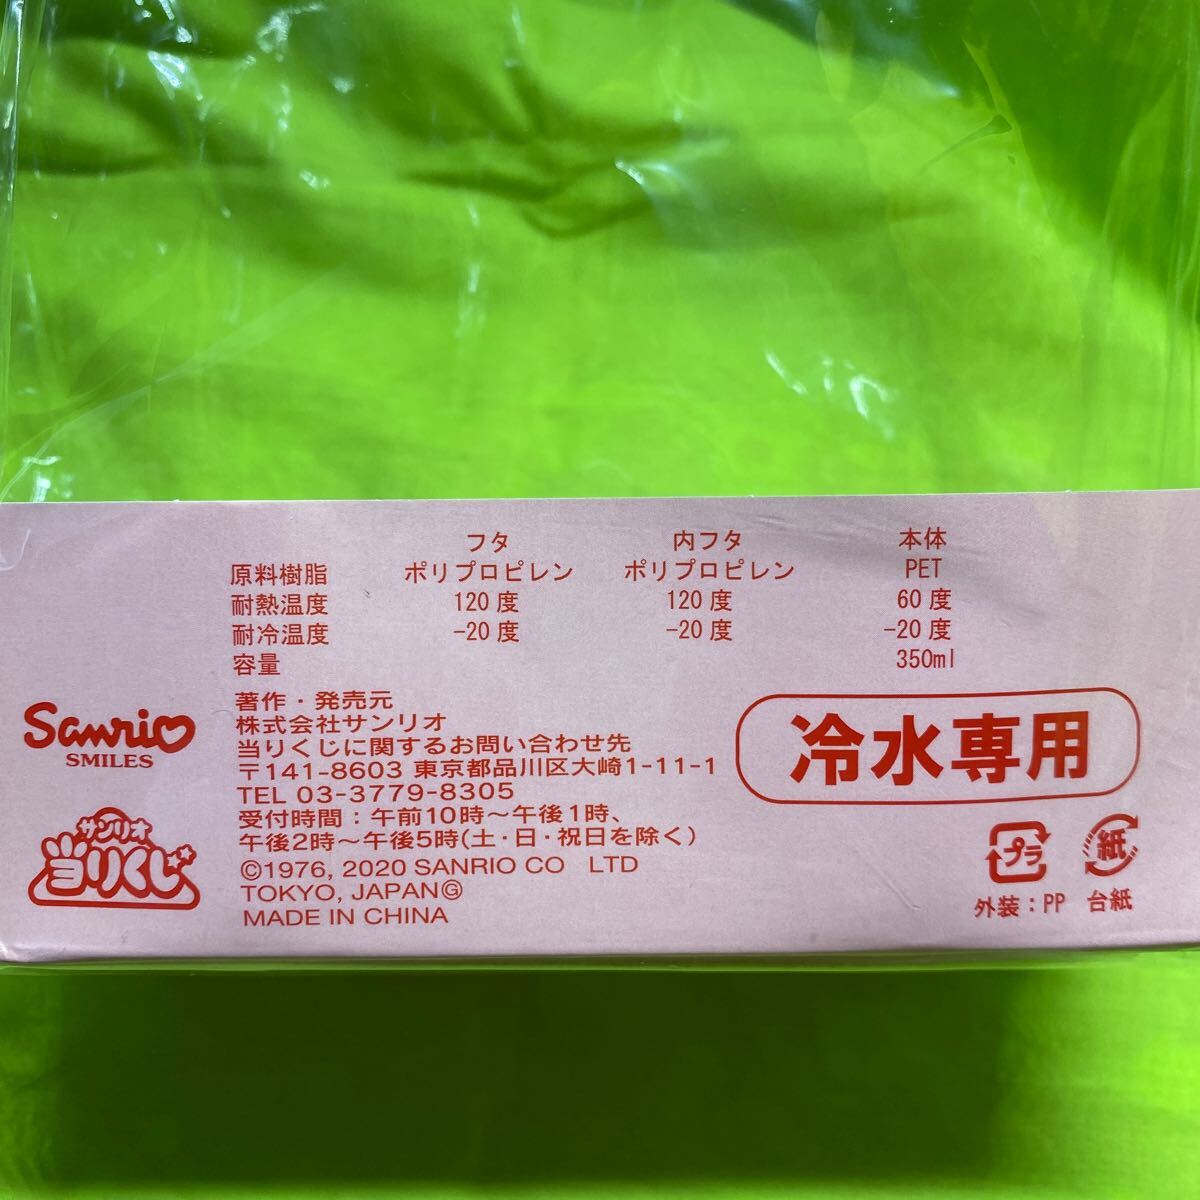 フタ 内フタ 本体
原料樹脂 ポリプロピレン ポリプロピレン PET
耐熱温度 120度 120度 60度
耐冷温度 -20度 -20度 -20度
容量 350ml
Sanrio
SMILES
サンリオ
当りくじ
著作・発売元
株式会社サンリオ
当りくじに関するお問い合わせ先
〒141-8603 東京都品川区大崎1-11-1
TEL 03-3779-8305
受付時間：午前10時〜午後1時、
午後2時〜午後5時(土・日・祝日を除く)
©1976, 2020 SANRIO CO LTD
TOKYO, JAPANⒼ
MADE IN CHINA
冷水専用
プラ 紙
外装：PP 台紙